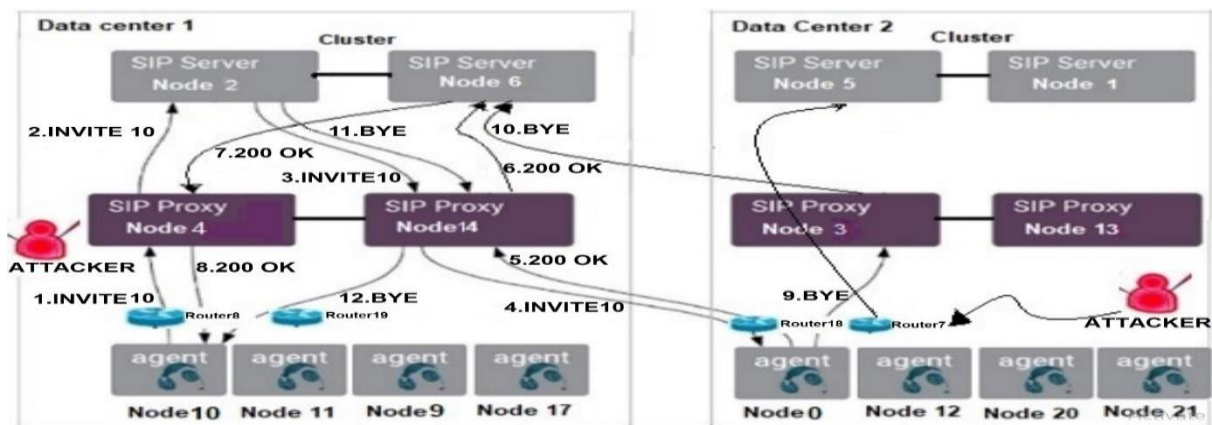 Data center 1
Data Center 2
Cluster
Cluster
SIP Server
Node 2
SIP Server
Node 6
SIP Server
Node 5
SIP Server
Node 1
2.INVITE 10
11.BYE
10.BYE
7.200 OK
6.200 OK
3.INVITE10
SIP Proxy
Node 4
SIP Proxy
Node14
SIP Proxy
Node 3
SIP Proxy
Node 13
ATTACKER
8.200 OK
5.200 OK
1.INVITE10
12.BYE
4.INVITE10
9.BYE
ATTACKER
Router8
Router19
Router18
Router7
agent
agent
agent
agent
agent
agent
agent
agent
Node10
Node 11
Node9
Node 17
Node0
Node 12
Node 20
Node 21
Activate